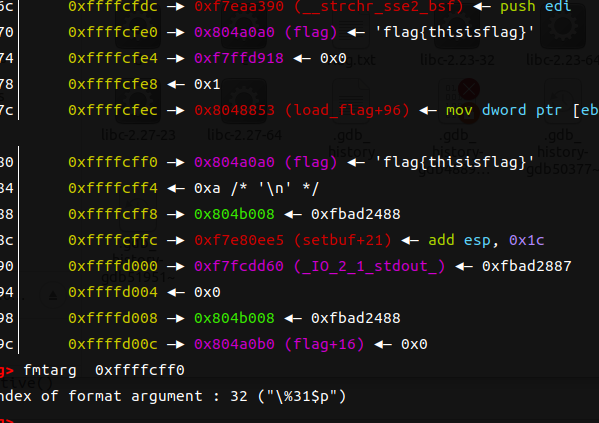 6c 0xffffcfdc —▸ 0xf7eaa390 (__strchr_sse2_bsf) ◂— push edi
70 0xffffcfe0 —▸ 0x804a0a0 (flag) ◂— 'flag{thisisflag}'
74 0xffffcfe4 —▸ 0xf7ffd918 ◂— 0x0
78 0xffffcfe8 ◂— 0x1
7c 0xffffcfec —▸ 0x8048853 (load_flag+96) ◂— mov dword ptr [eb
80 0xffffcff0 —▸ 0x804a0a0 (flag) ◂— 'flag{thisisflag}'
84 0xffffcff4 ◂— 0xa /* '\n' */
88 0xffffcff8 —▸ 0x804b008 ◂— 0xfbad2488
8c 0xffffcffc —▸ 0xf7e80ee5 (setbuf+21) ◂— add esp, 0x1c
90 0xffffd000 —▸ 0xf7fcdd60 (_IO_2_1_stdout_) ◂— 0xfbad2887
94 0xffffd004 ◂— 0x0
98 0xffffd008 —▸ 0x804b008 ◂— 0xfbad2488
9c 0xffffd00c —▸ 0x804a0b0 (flag+16) ◂— 0x0
g> fmtarg 0xffffcff0
ndex of format argument : 32 ("\%31$p")